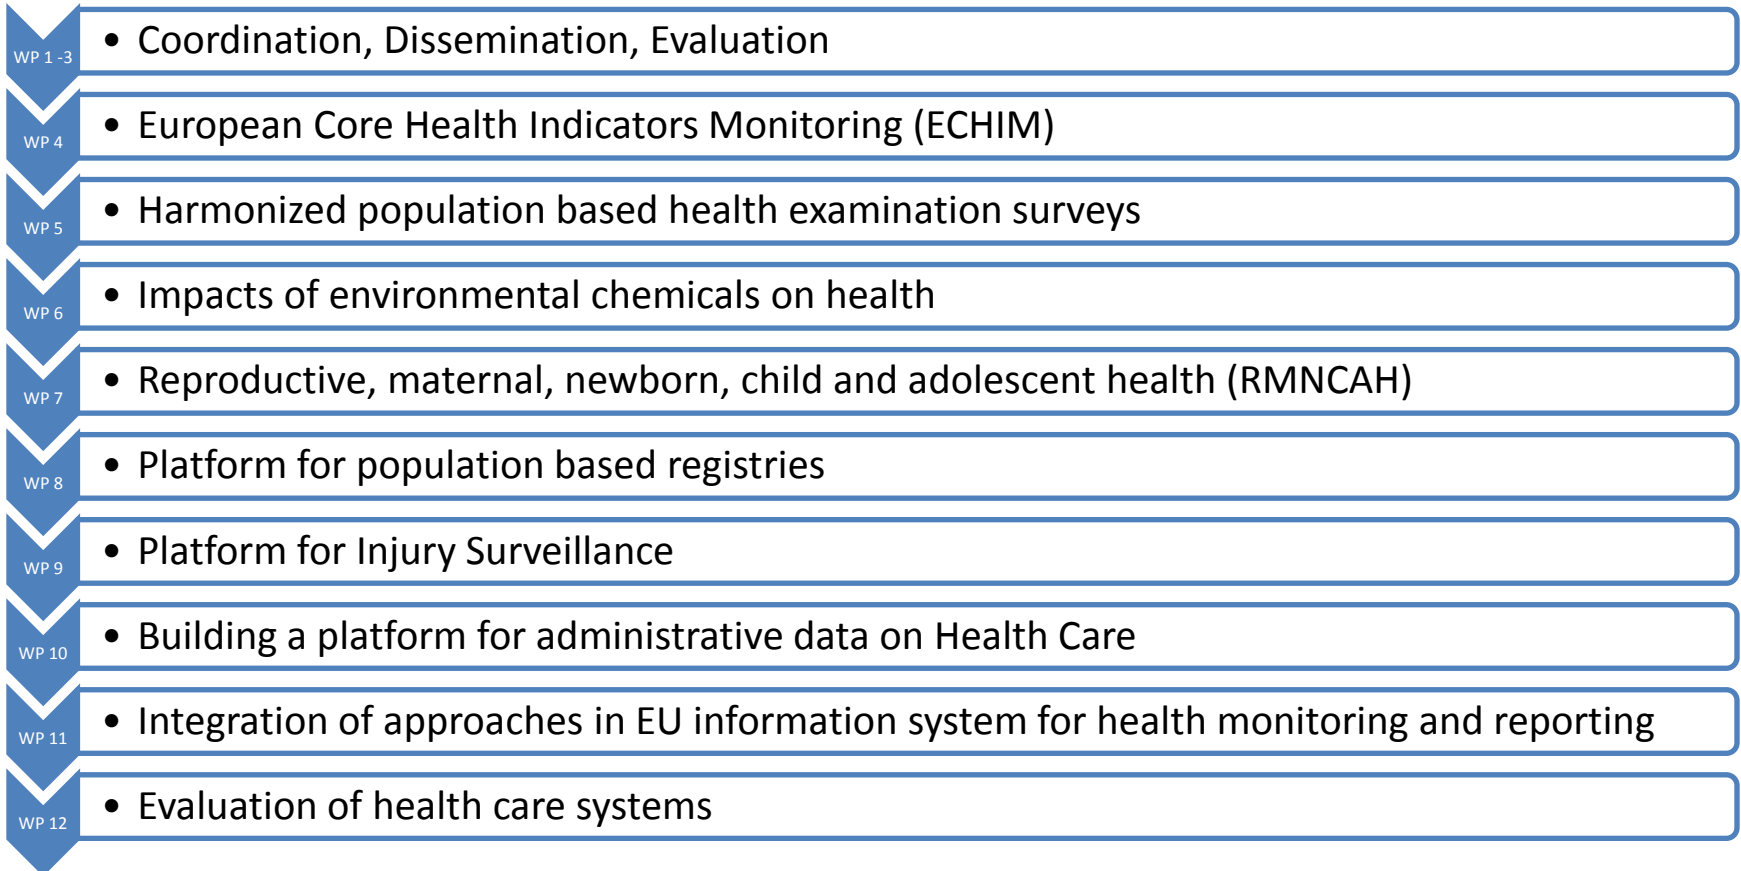 WP 1 -3 • Coordination, Dissemination, Evaluation
WP 4 • European Core Health Indicators Monitoring (ECHIM)
WP 5 • Harmonized population based health examination surveys
WP 6 • Impacts of environmental chemicals on health
WP 7 • Reproductive, maternal, newborn, child and adolescent health (RMNCAH)
WP 8 • Platform for population based registries
WP 9 • Platform for Injury Surveillance
WP 10 • Building a platform for administrative data on Health Care
WP 11 • Integration of approaches in EU information system for health monitoring and reporting
WP 12 • Evaluation of health care systems